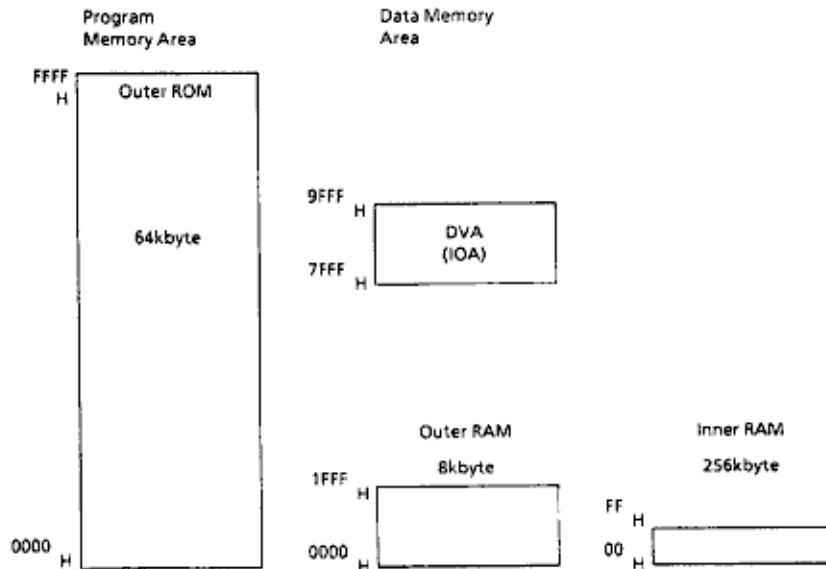 Program
Memory Area
Data Memory
Area
FFFF
H
Outer ROM
64kbyte
9FFF
H
DVA
(IOA)
7FFF
H
Outer RAM
8kbyte
Inner RAM
256kbyte
1FFF
H
FF
H
0000
H
0000
H
00
H